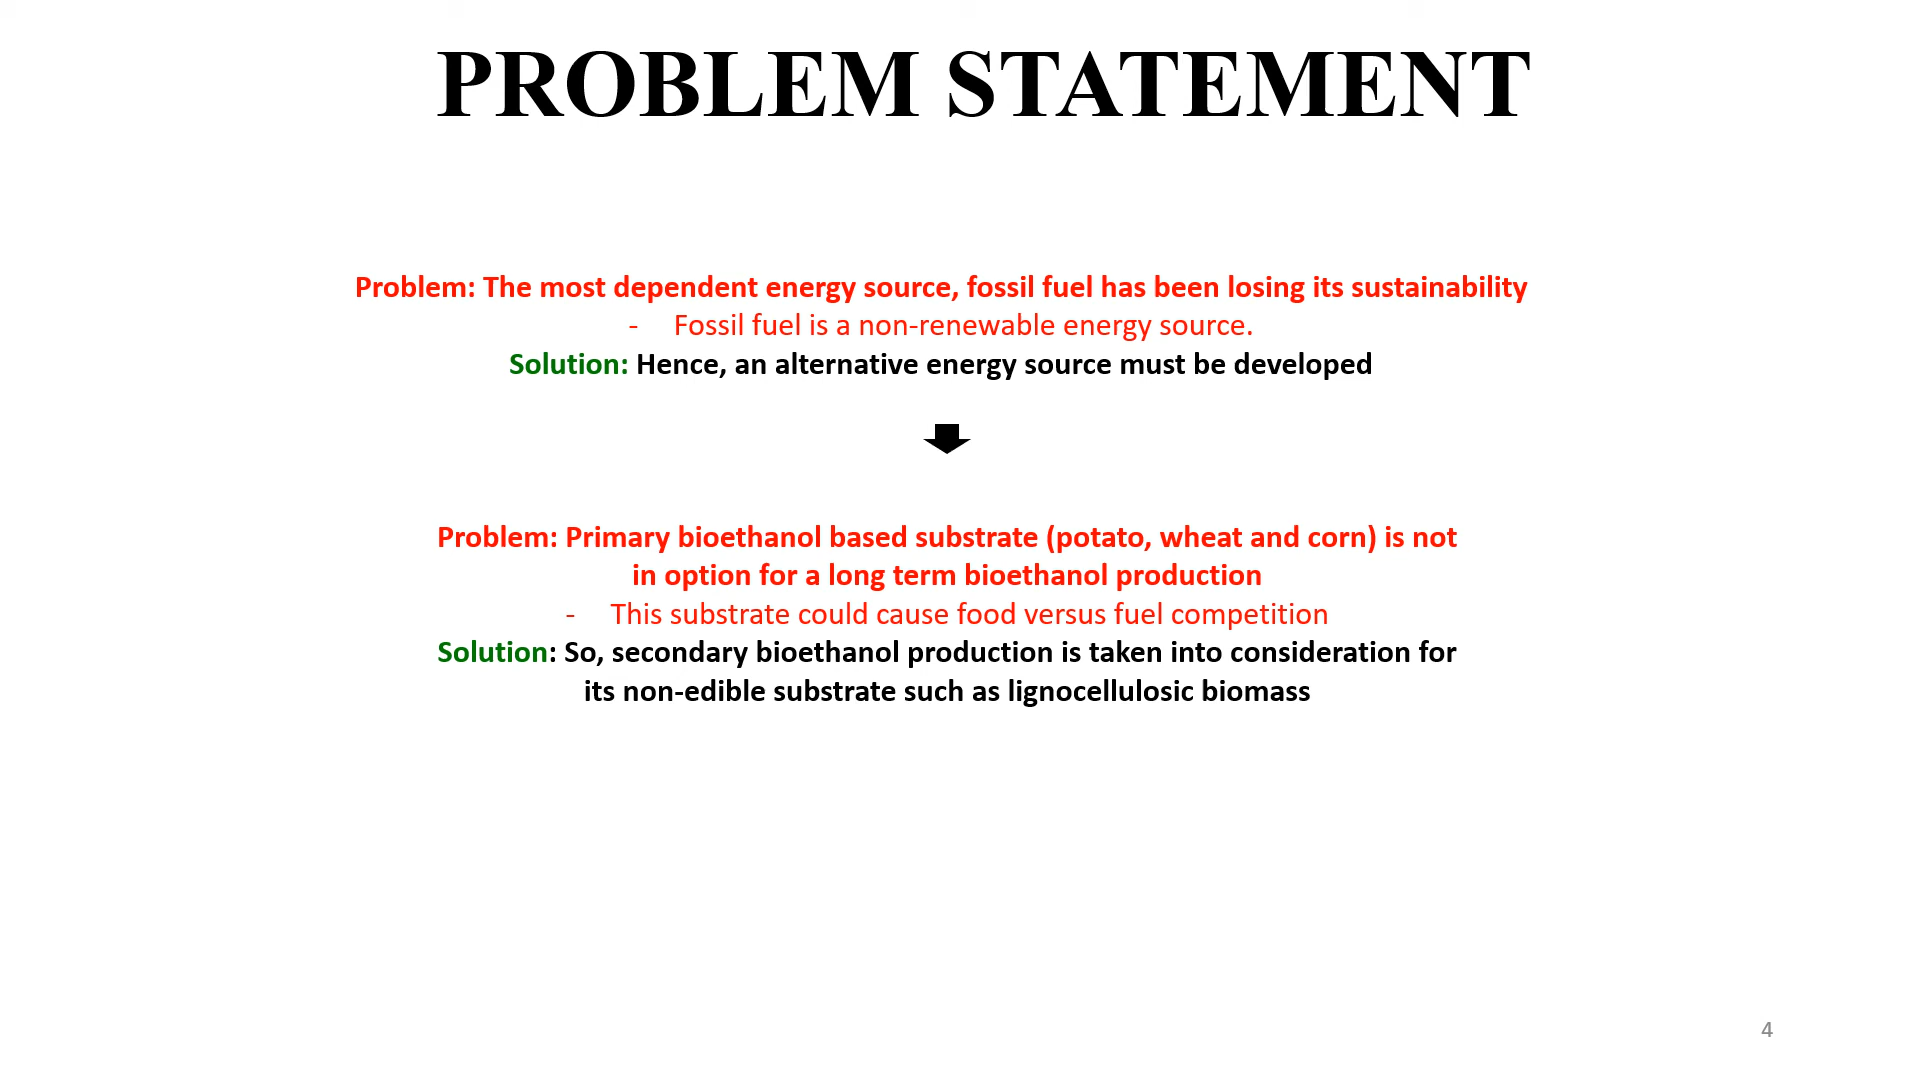 PROBLEM STATEMENT
Problem: The most dependent energy source, fossil fuel has been losing its sustainability
- Fossil fuel is a non-renewable energy source.
Solution: Hence, an alternative energy source must be developed
Problem: Primary bioethanol based substrate (potato, wheat and corn) is not
in option for a long term bioethanol production
- This substrate could cause food versus fuel competition
Solution: So, secondary bioethanol production is taken into consideration for
its non-edible substrate such as lignocellulosic biomass
4